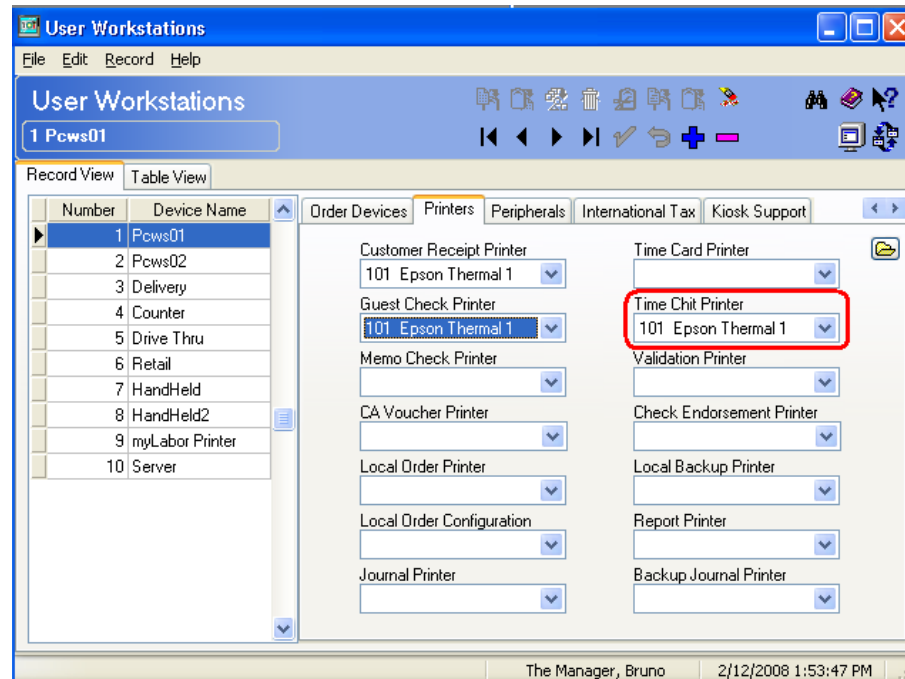 User Workstations
File Edit Record Help
User Workstations
1 Pcws01
Record View Table View
Number Device Name
1 Pcws01
2 Pcws02
3 Delivery
4 Counter
5 Drive Thru
6 Retail
7 HandHeld
8 HandHeld2
9 myLabor Printer
10 Server
Order Devices Printers Peripherals International Tax Kiosk Support
Customer Receipt Printer Time Card Printer
101 Epson Thermal 1
Guest Check Printer Time Chit Printer
101 Epson Thermal 1 101 Epson Thermal 1
Memo Check Printer Validation Printer
CA Voucher Printer Check Endorsement Printer
Local Order Printer Local Backup Printer
Local Order Configuration Report Printer
Journal Printer Backup Journal Printer
The Manager, Bruno 2/12/2008 1:53:47 PM